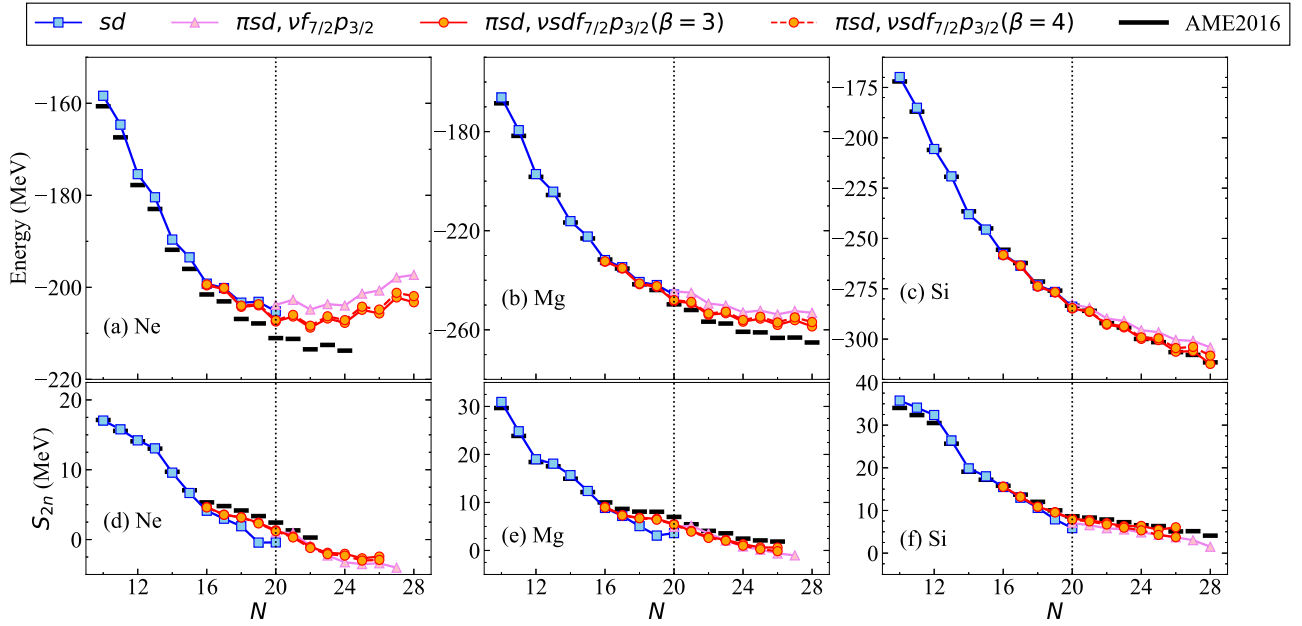 sd
πsd, νf7/2p3/2
πsd, νsdf7/2p3/2(β = 3)
πsd, νsdf7/2p3/2(β = 4)
AME2016
Energy (MeV)
−160
−180
−200
−220
(a) Ne
−180
−220
−260
(b) Mg
−175
−200
−225
−250
−275
−300
(c) Si
S2n (MeV)
20
10
0
(d) Ne
30
20
10
0
(e) Mg
40
30
20
10
0
(f) Si
12 16 20 24 28
12 16 20 24 28
12 16 20 24 28
N
N
N